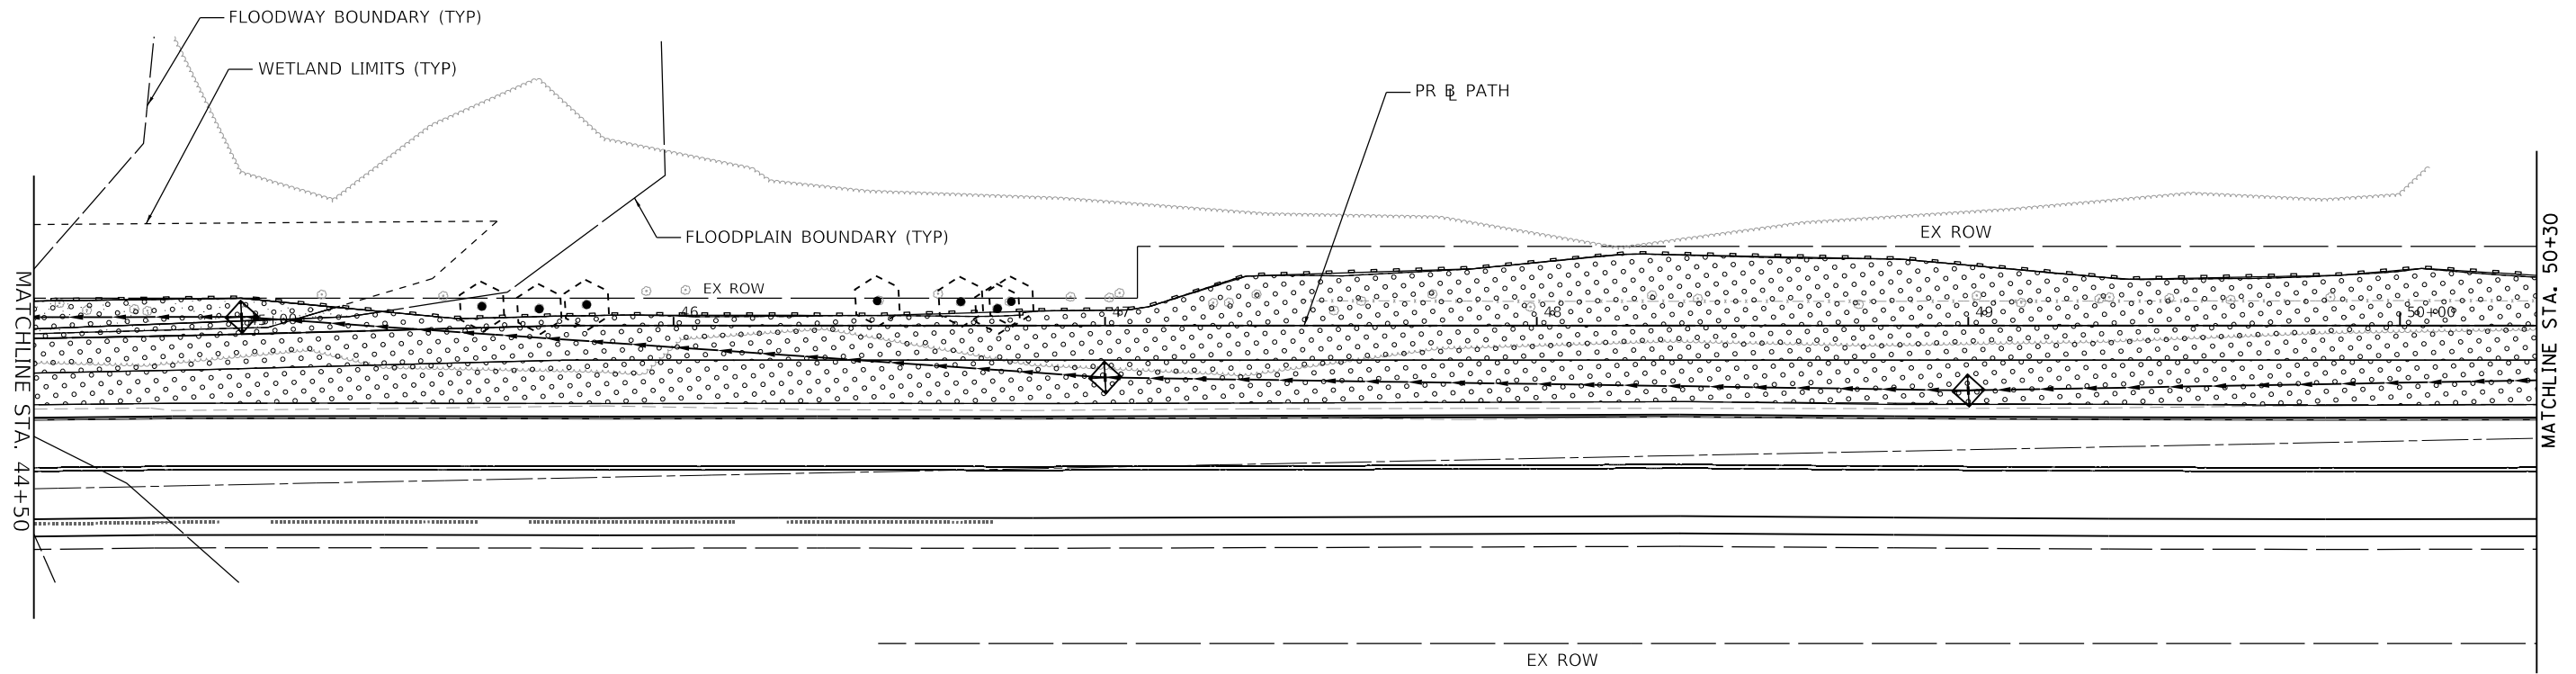 FLOODWAY BOUNDARY (TYP)
WETLAND LIMITS (TYP)
PR BL PATH
FLOODPLAIN BOUNDARY (TYP)
EX ROW
EX ROW
46
47
48
49
50+00
MATCHLINE STA. 44+50
MATCHLINE STA. 50+30
EX ROW